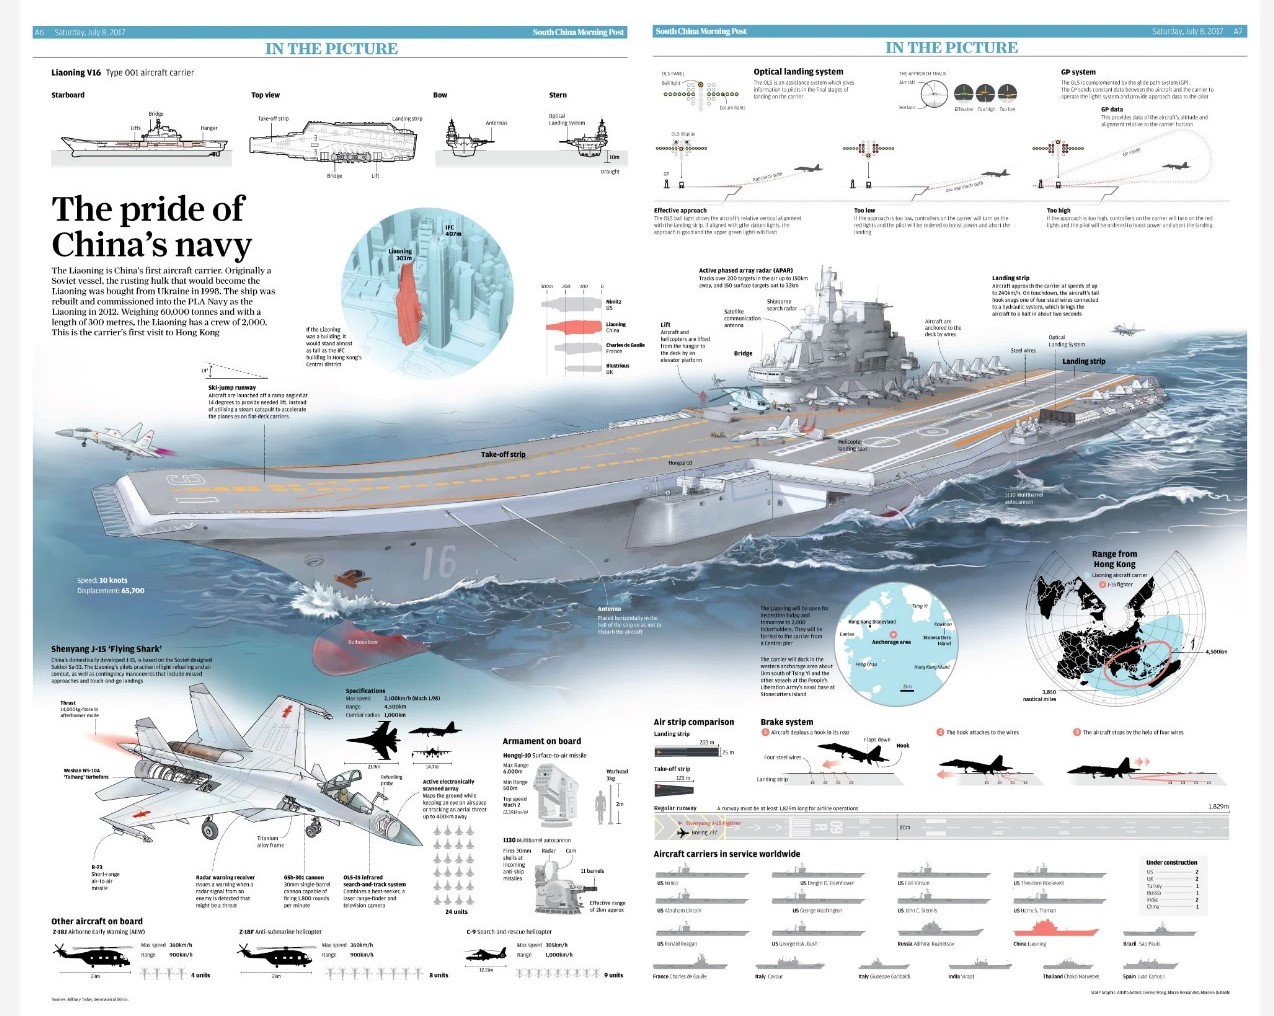 A6 Saturday, July 8, 2017
South China Morning Post
IN THE PICTURE
Liaoning V16 Type 001 aircraft carrier
Starboard
Bridge
Lifts
Hangar
Top view
Take-off strip
Landing strip
Bridge
Lift
Bow
Antennas
Stern
Optical
Landing System
10m
Draught
The pride of
China's navy
The Liaoning is China's first aircraft carrier. Originally a
Soviet vessel, the rusting hulk that would become the
Liaoning was bought from Ukraine in 1998. The ship was
rebuilt and commissioned into the PLA Navy as the
Liaoning in 2012. Weighing 60,000 tonnes and with a
length of 300 metres, the Liaoning has a crew of 2,000.
This is the carrier's first visit to Hong Kong
IFC
407m
Liaoning
303m
If the Liaoning
was a building, it
would stand almost
as tall as the IFC
building in Hong Kong's
Central district
300m 200 100 0
Nimitz
US
Liaoning
China
Charles de Gaulle
France
Illustrious
UK
14°
Ski-jump runway
Aircraft are launched off a ramp angled at
14 degrees to provide needed lift, instead
of utilising a steam catapult to accelerate
the planes as on flat-deck carriers
Take-off strip
Hongqi-10
16
Speed: 30 knots
Displacement: 65,700
Antenna
Placed horizontally in the
hull of the ship so as not to
disturb the aircraft
Bulbous bow
Shenyang J-15 'Flying Shark'
China's domestically developed J-15, is based on the Soviet-designed
Sukhoi Su-33. The Liaoning's pilots practise in flight refuelling and air
combat, as well as contingency manoeuvres that include missed
approaches and touch-and-go landings
Thrust
14,000kg-force in
afterburner mode
Woshan WS-10A
'Taihang' turbofans
Specifications
Max speed 2,100km/h (Mach 1.98)
Range 4,500km
Combat radius 1,000km
21.9m
14.7m
Refuelling
probe
Active electronically
scanned array
Maps the ground while
keeping an eye on airspace
or tracking an aerial threat
up to 400km away
24 units
Titanium
alloy frame
R-73
Short-range
air-to-air
missile
Radar warning receiver
Issues a warning when a
radar signal from an
enemy is detected that
might be a threat
GSh-301 cannon
30mm single-barrel
cannon capable of
firing 1,800 rounds
per minute
OLS-35 infrared
search-and-track system
Combines a heat-seeker, a
laser range-finder and
television camera
Armament on board
Hongqi-10 Surface-to-air missile
Max Range
6,000m
Min Range
500m
Top speed
Mach 2
Warhead
3kg
2m
1130 Multibarrel autocannon
Fires 30mm
shells at
incoming
anti-ship
missiles
Radar
Cam
11 barrels
Effective range
of 2km approx
Other aircraft on board
Z-18J Airborne Early Warning (AEW)
Max speed 360km/h
Range 900km/h
23m
4 units
Z-18F Anti-submarine helicopter
Max speed 360km/h
Range 900km/h
23m
8 units
C-9 Search-and-rescue helicopter
Max speed 305km/h
Range 1,000km/h
9 units
South China Morning Post
Saturday, July 8, 2017 A7
IN THE PICTURE
OLS PANEL
Ball light
Datum lights
Optical landing system
The OLS is an assistance system which gives
information to pilots in the final stages of
landing on the carrier
THE APPROACH TRACK
Aircraft
Horizon
Effective Too high Too low
GP system
The OLS is complemented by the glide path system (GP).
The GP sends constant data between the aircraft and the carrier to
operate the lights system and provide approach data to the pilot
GP data
This provides data of the aircraft's altitude and
alignment relative to the carrier horizon
OLS display
GP
Approach path
Low approach path
GP range
Effective approach
The OLS ball light shows the aircraft's relative vertical alignment
with the landing strip. If aligned with the datum lights, the
approach is good and the upper green lights will flash
Too low
If the approach is too low, controllers on the carrier will turn on the
red lights and the pilot will be ordered to boost power and abort the
landing
Too high
If the approach is too high, controllers on the carrier will turn on the red
lights and the pilot will be ordered to boost power and abort the landing
Active phased array radar (APAR)
Tracks over 200 targets in the air up to 150km
away, and 150 surface targets out to 32km
Shipborne
search radar
Satellite
communication
antenna
Lift
Aircraft and
helicopters are lifted
from the hangar to
the deck by an
elevator platform
Bridge
Landing strip
Aircraft approach the carrier at speeds of up
to 240km/h. On touchdown, the aircraft's tail
hook snags one of four steel wires connected
to a hydraulic system, which brings the
aircraft to a halt in about two seconds
Aircraft are
anchored to the
deck by wires
Steel wires
Optical
Landing System
Landing strip
Helicopter
landing spot
1130 Multibarrel
autocannon
The Liaoning will be open for
inspection today and
tomorrow to 2,000
ticketholders. They will be
ferried to the carrier from
a Central pier
The carrier will dock in the
western anchorage area about
1km south of Tsing Yi and the
other vessels at the People's
Liberation Army's naval base at
Stonecutters Island
Tsing Yi
Hong Kong Disneyland
Kowloon
Lantau
Anchorage area
Stonecutters
Island
Peng Chau
Hong Kong Island
Range from
Hong Kong
Liaoning aircraft carrier
J-15 fighter
4,500km
3,850
nautical miles
Air strip comparison
Landing strip
203 m
25 m
Take-off strip
123 m
Brake system
1 Aircraft deploys a hook in its rear
Flaps down
Hook
Four steel wires
Landing strip
2 The hook attaches to the wires
3 The aircraft stops by the help of four wires
Regular runway
A runway must be at least 1,829m long for airline operations
1,829m
Shenyang J-15 Fighter
Boeing 737
80m
Aircraft carriers in service worldwide
US Nimitz
US Dwight D. Eisenhower
US Carl Vinson
US Theodore Roosevelt
US Abraham Lincoln
US George Washington
US John C. Stennis
US Harry S. Truman
US Ronald Reagan
US George H.W. Bush
Russia Admiral Kuznetsov
China Liaoning
Brazil São Paulo
France Charles de Gaulle
Italy Cavour
Italy Giuseppe Garibaldi
India Viraat
Thailand Chakri Naruebet
Spain Juan Carlos I
Under construction
US 2
UK 2
Turkey 1
Russia 1
India 2
China 1